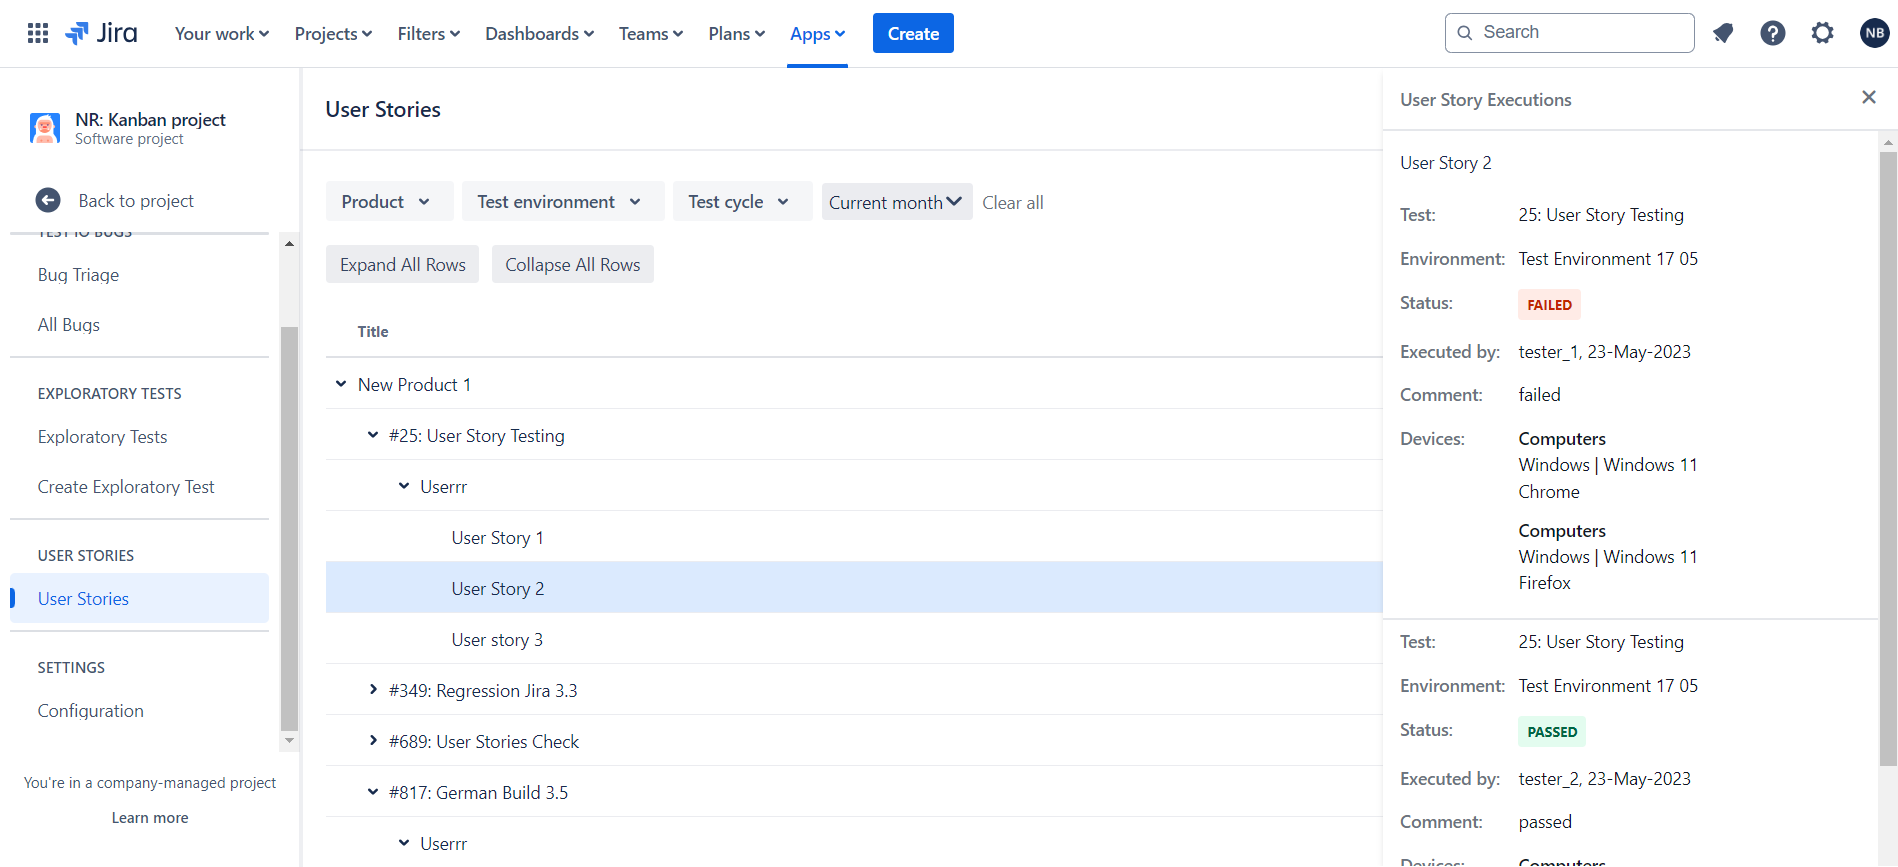 Jira Your work Projects Filters Dashboards Teams Plans Apps Create Search NB
NR: Kanban project
Software project
Back to project
TEST IO BUGS
Bug Triage
All Bugs
EXPLORATORY TESTS
Exploratory Tests
Create Exploratory Test
USER STORIES
User Stories
SETTINGS
Configuration
You're in a company-managed project
Learn more
User Stories
Product Test environment Test cycle Current month Clear all
Expand All Rows Collapse All Rows
Title
New Product 1
#25: User Story Testing
Userrr
User Story 1
User Story 2
User story 3
#349: Regression Jira 3.3
#689: User Stories Check
#817: German Build 3.5
Userrr
User Story Executions
User Story 2
Test: 25: User Story Testing
Environment: Test Environment 17 05
Status: FAILED
Executed by: tester_1, 23-May-2023
Comment: failed
Devices: Computers
Windows | Windows 11
Chrome
Computers
Windows | Windows 11
Firefox
Test: 25: User Story Testing
Environment: Test Environment 17 05
Status: PASSED
Executed by: tester_2, 23-May-2023
Comment: passed
Devices: Computers